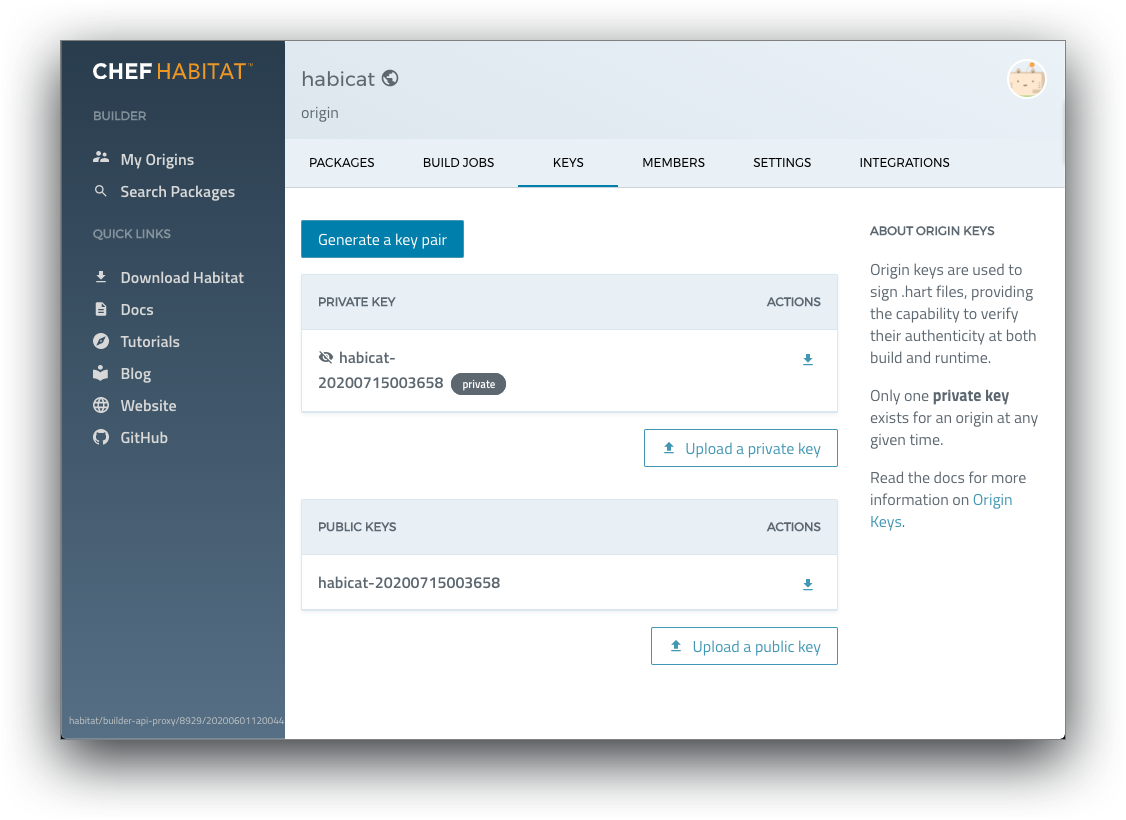 CHEF HABITAT™
BUILDER
My Origins
Search Packages
QUICK LINKS
Download Habitat
Docs
Tutorials
Blog
Website
GitHub
habitat/builder-api-proxy/8929/20200601120044
habicat
origin
PACKAGES BUILD JOBS KEYS MEMBERS SETTINGS INTEGRATIONS
Generate a key pair
PRIVATE KEY ACTIONS
habicat-
20200715003658 private
Upload a private key
PUBLIC KEYS ACTIONS
habicat-20200715003658
Upload a public key
ABOUT ORIGIN KEYS
Origin keys are used to
sign .hart files, providing
the capability to verify
their authenticity at both
build and runtime.
Only one private key
exists for an origin at any
given time.
Read the docs for more
information on Origin
Keys.